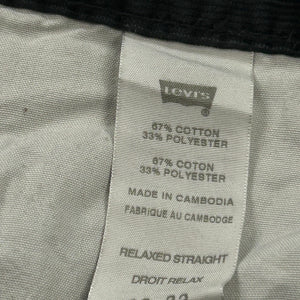 Levi's
67% COTTON
33% POLYESTER
67% COTON
33% POLYESTER
MADE IN CAMBODIA
FABRIQUE AU CAMBODGE
RELAXED STRAIGHT
DROIT RELAX